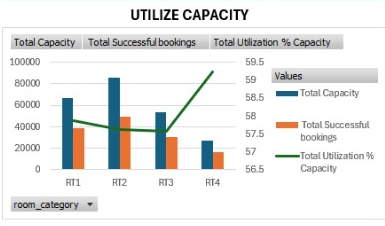 UTILIZE CAPACITY
Total Capacity Total Successful bookings Total Utilization % Capacity
100000
80000
60000
40000
20000
0
59.5
59
58.5
58
57.5
57
56.5
RT1 RT2 RT3 RT4
Values
Total Capacity
Total Successful
bookings
Total Utilization %
Capacity
room_category